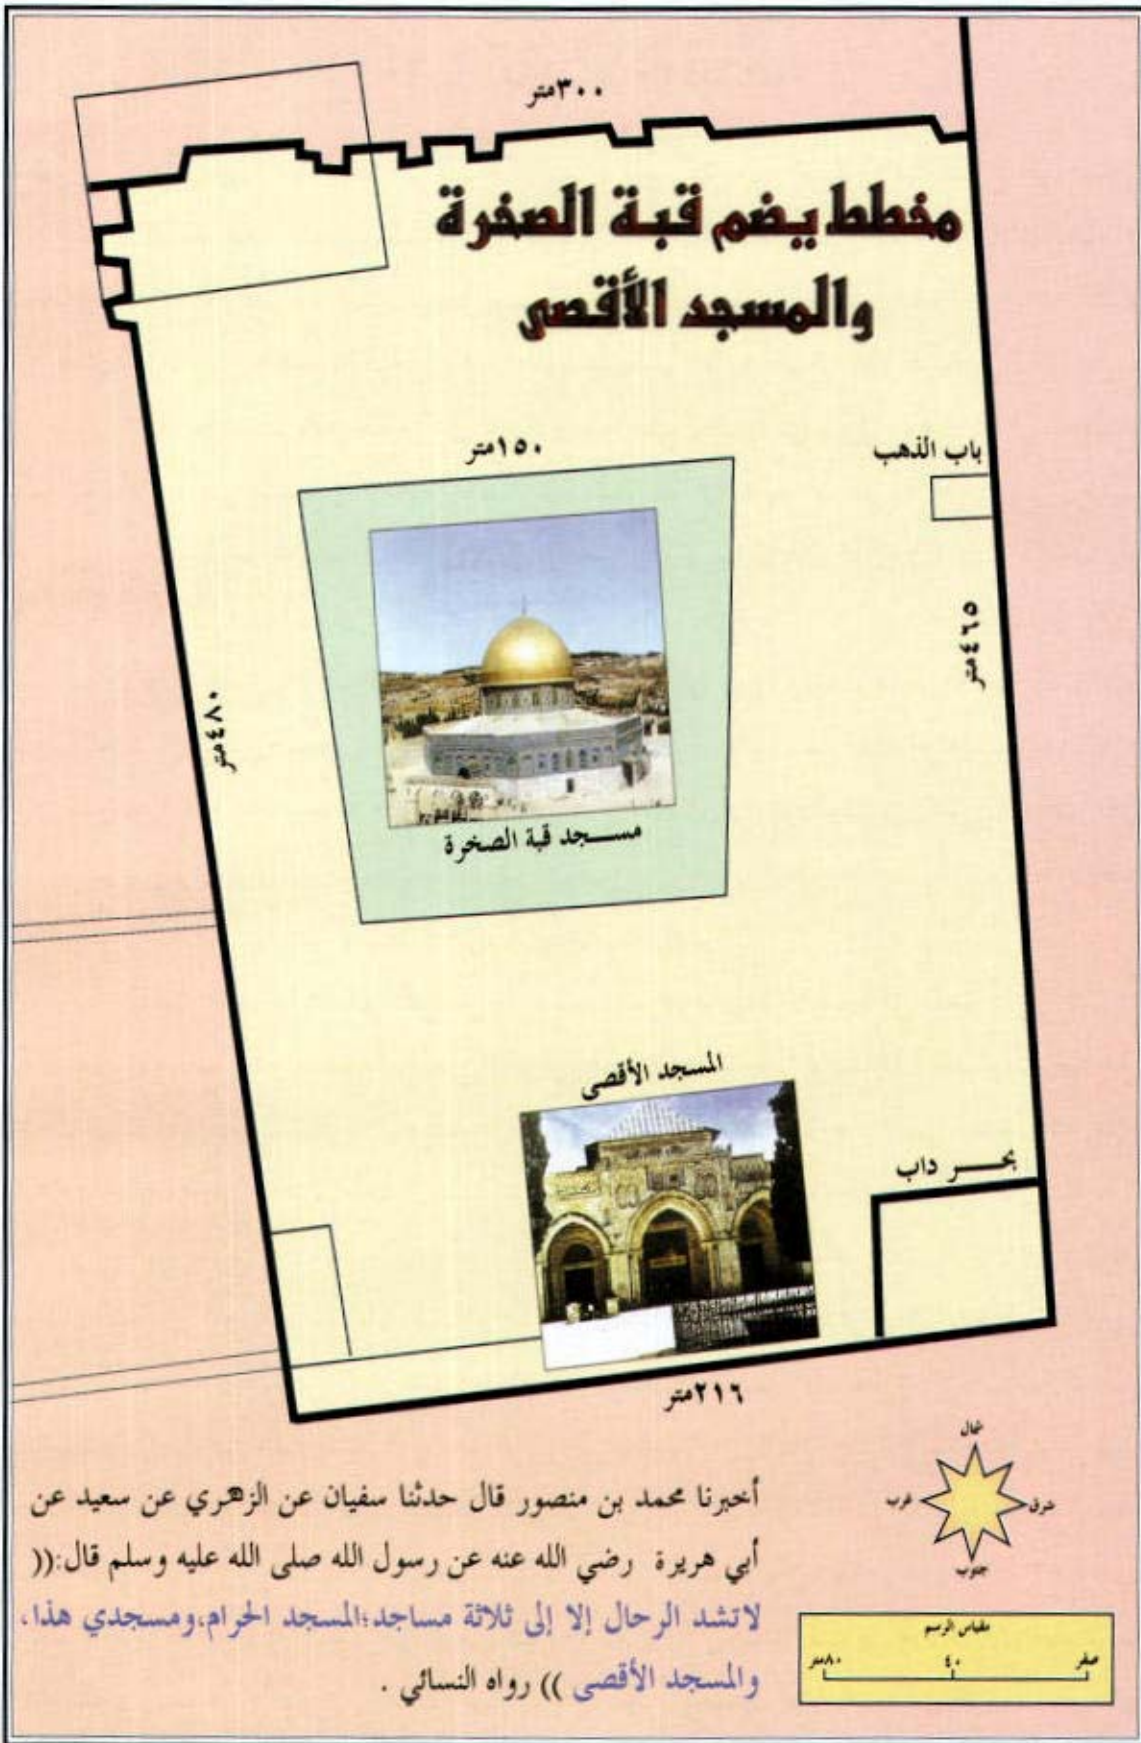 ٣٠٠متر
مخطط يضم قبة الصخرة
والمسجد الأقصى
١٥٠متر
باب الذهب
٤٦٥متر
٤٨٠متر
مســجد قبة الصخرة
المسجد الأقصى
بحــر داب
٢١٦متر
شمال
شرق
غرب
جنوب
أخبرنا محمد بن منصور قال حدثنا سفيان عن الزهري عن سعيد عن
أبي هريرة رضي الله عنه عن رسول الله صلى الله عليه وسلم قال:((
لاتشد الرحال إلا إلى ثلاثة مساجد؛المسجد الحرام،ومسجدي هذا،
والمسجد الأقصى )) رواه النسائي .
مقياس الرسم
صفر ٤٠ ٨٠متر